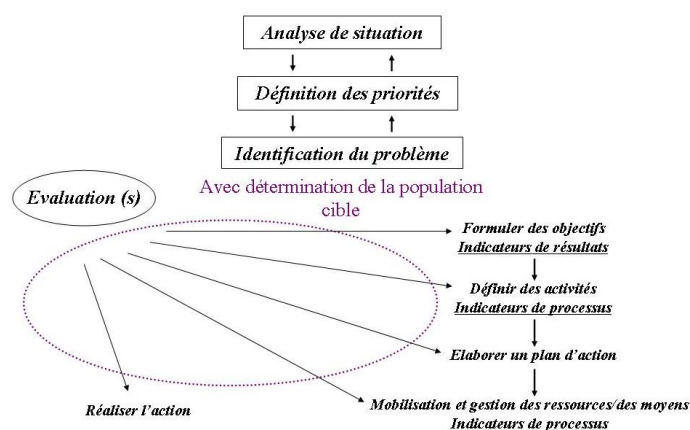 Analyse de situation
Définition des priorités
Identification du problème
Avec détermination de la population
cible
Evaluation (s)
Formuler des objectifs
Indicateurs de résultats
Définir des activités
Indicateurs de processus
Elaborer un plan d'action
Mobilisation et gestion des ressources/des moyens
Indicateurs de processus
Réaliser l'action